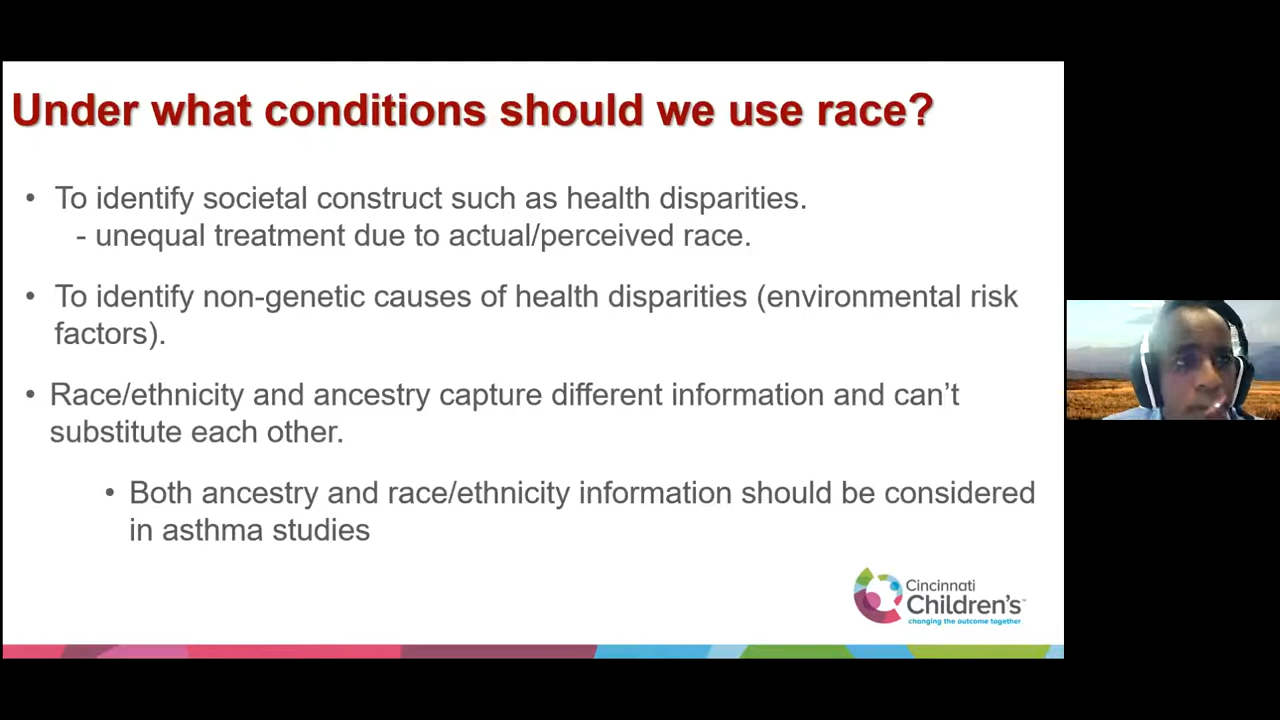 Under what conditions should we use race?
• To identify societal construct such as health disparities.
- unequal treatment due to actual/perceived race.
• To identify non-genetic causes of health disparities (environmental risk
factors).
• Race/ethnicity and ancestry capture different information and can’t
substitute each other.
• Both ancestry and race/ethnicity information should be considered
in asthma studies
Cincinnati
Children’s™
changing the outcome together